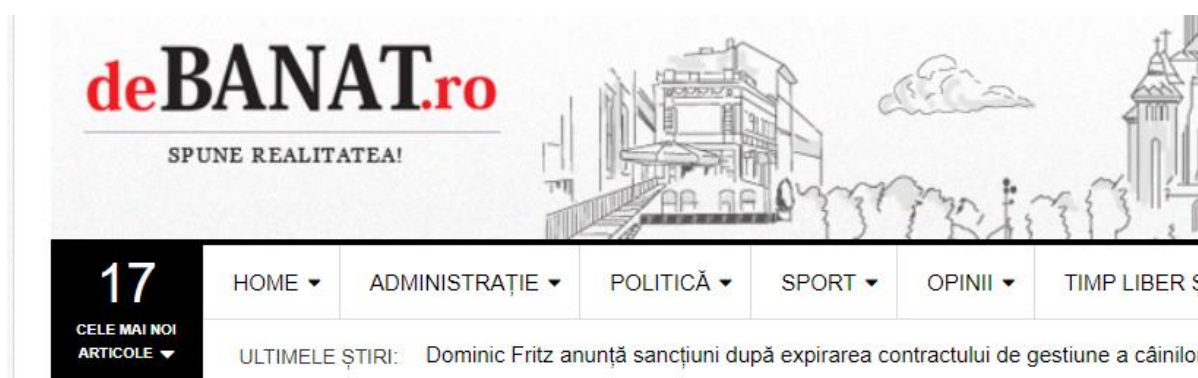 deBANAT.ro
SPUNE REALITATEA!
17
CELE MAI NOI
ARTICOLE
HOME
ADMINISTRAȚIE
POLITICĂ
SPORT
OPINII
TIMP LIBER
ULTIMELE ȘTIRI: Dominic Fritz anunță sancțiuni după expirarea contractului de gestiune a